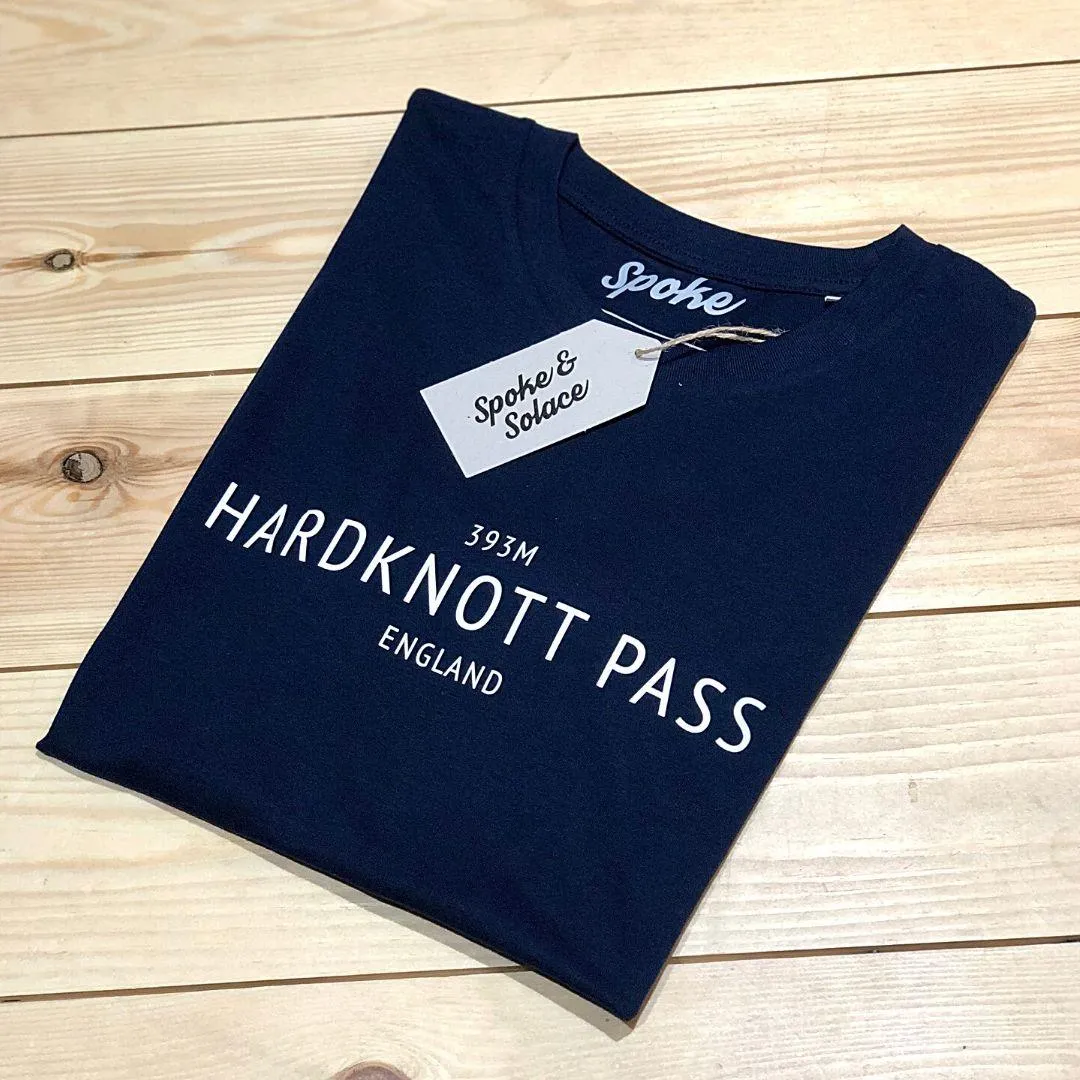 Spoke
Spoke &
Solace
393M
HARDKNOTT PASS
ENGLAND